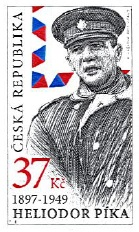 ČESKÁ REPUBLIKA
37 Kč
1897-1949
HELIODOR PÍKA